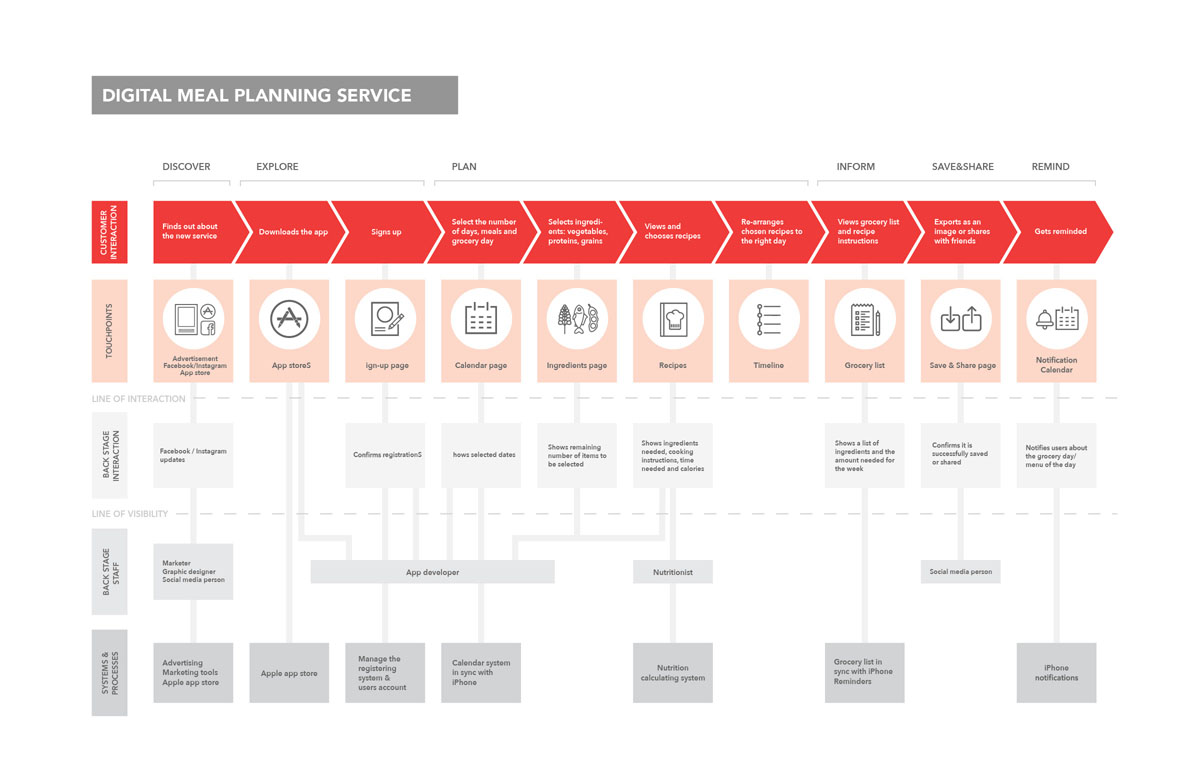 DIGITAL MEAL PLANNING SERVICE
DISCOVER
EXPLORE
PLAN
INFORM
SAVE&SHARE
REMIND
CUSTOMER
INTERACTION
Finds out about
the new service
Downloads the app
Signs up
Select the number
of days, meals and
grocery day
Selects ingredi-
ents: vegetables,
proteins, grains
Views and
chooses recipes
Re-arranges
chosen recipes to
the right day
Views grocery list
and recipe
instructions
Exports as an
image or shares
with friends
Gets reminded
TOUCHPOINTS
Advertisement
Facebook/Instagram
App store
App storeS
ign-up page
Calendar page
Ingredients page
Recipes
Timeline
Grocery list
Save & Share page
Notification
Calendar
LINE OF INTERACTION
BACK STAGE
INTERACTION
Facebook / Instagram
updates
Confirms registrationS
hows selected dates
Shows remaining
number of items to
be selected
Shows ingredients
needed, cooking
instructions, time
needed and calories
Shows a list of
ingredients and the
amount needed for
the week
Confirms it is
successfully saved
or shared
Notifies users about
the grocery day/
menu of the day
LINE OF VISIBILITY
BACK STAGE
STAFF
Marketer
Graphic designer
Social media person
App developer
Nutritionist
Social media person
SYSTEMS &
PROCESSES
Advertising
Marketing tools
Apple app store
Apple app store
Manage the
registering
system &
users account
Calendar system
in sync with
iPhone
Nutrition
calculating system
Grocery list in
sync with iPhone
Reminders
iPhone
notifications